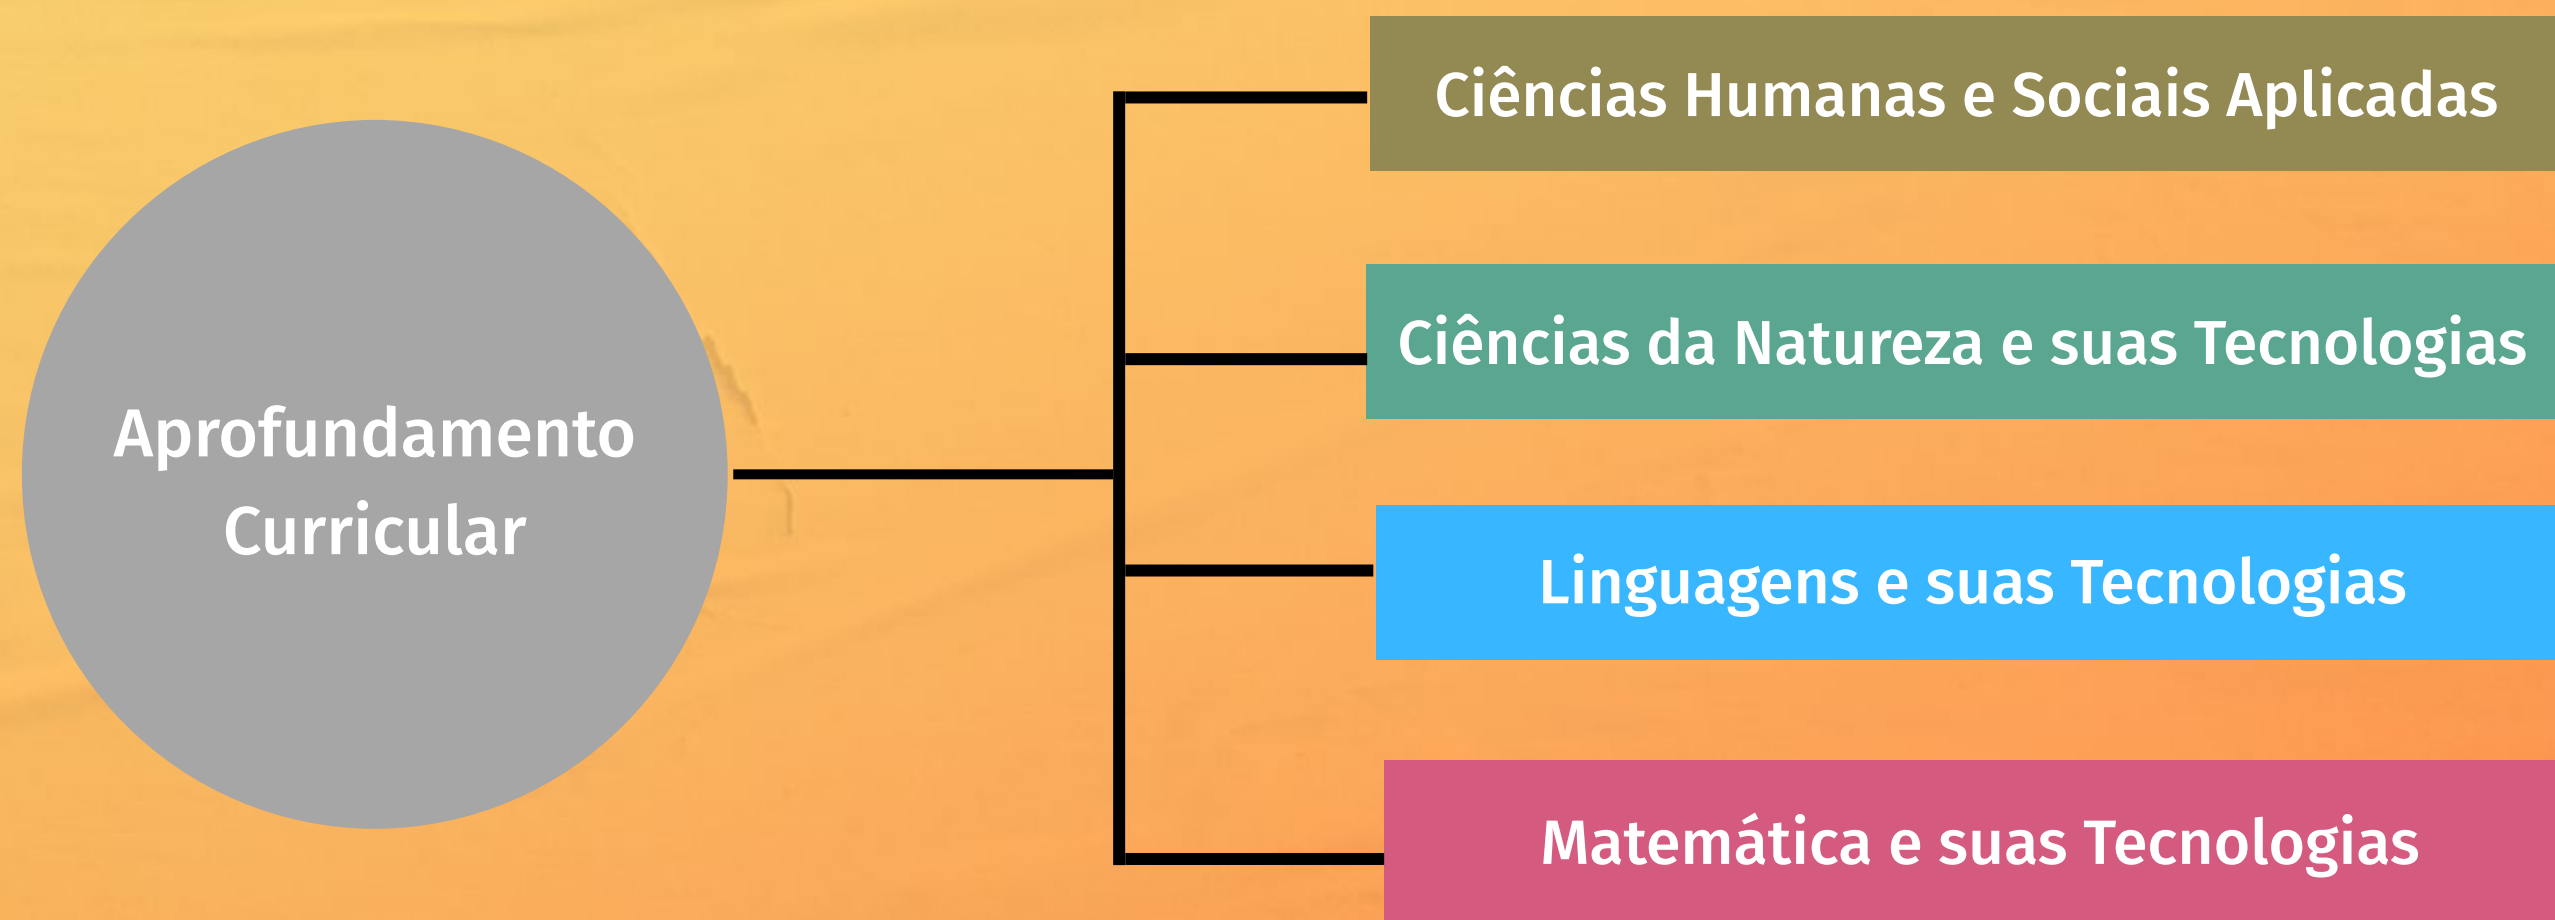 Aprofundamento
Curricular
Ciências Humanas e Sociais Aplicadas
Ciências da Natureza e suas Tecnologias
Linguagens e suas Tecnologias
Matemática e suas Tecnologias